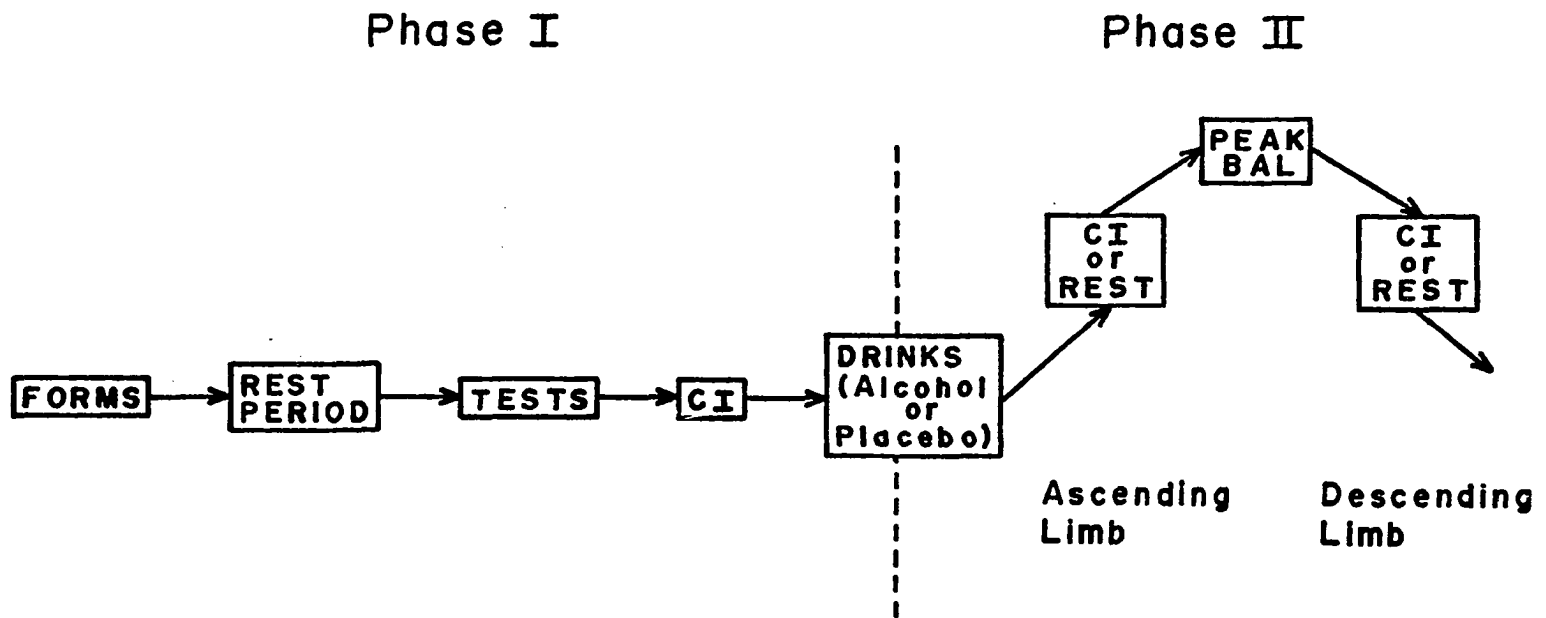 Phase I
Phase II
FORMS
REST
PERIOD
TESTS
CI
DRINKS
(Alcohol
or
Placebo)
CI
or
REST
PEAK
BAL
CI
or
REST
Ascending
Limb
Descending
Limb